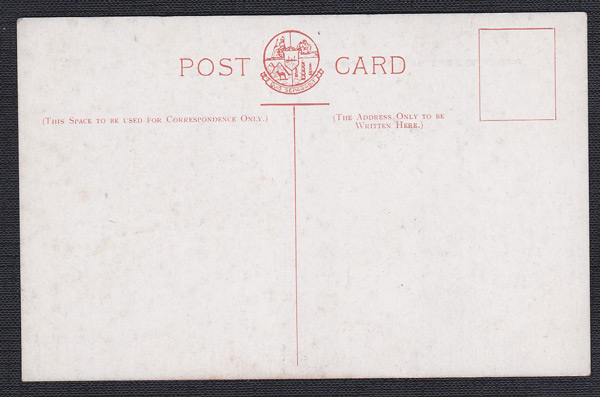 POST CARD
(This Space to be used for Correspondence Only.)
(The Address Only to be
Written Here.)